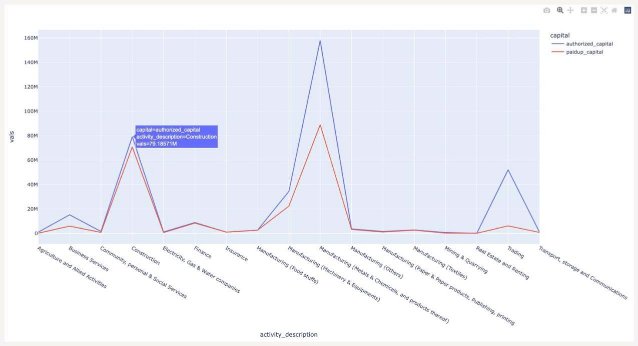 capital
authorized_capital
paidup_capital
160M
140M
120M
100M
80M
60M
40M
20M
0
vals
capital=authorized_capital
activity_description=Construction
vals=79.18571M
Agriculture and Allied Activities
Business Services
Community, personal & Social Services
Construction
Electricity, Gas & Water companies
Finance
Insurance
Manufacturing (Food stuffs)
Manufacturing (Machinery & Equipments)
Manufacturing (Metals & Chemicals, and products thereof)
Manufacturing (Others)
Manufacturing (Paper & Paper products, Publishing, printing
Manufacturing (Textiles)
Mining & Quarrying
Real Estate and Renting
Trading
Transport, storage and Communications
activity_description